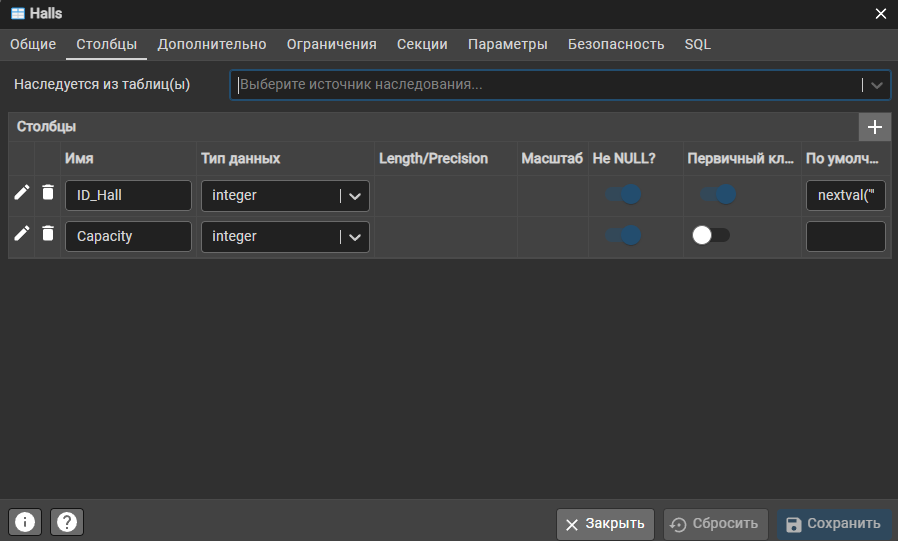 Halls
Общие Столбцы Дополнительно Ограничения Секции Параметры Безопасность SQL
Наследуется из таблиц(ы) Выберите источник наследования...
Столбцы
Имя Тип данных Length/Precision Масштаб Не NULL? Первичный кл... По умолч...
ID_Hall integer nextval('"
Capacity integer
Закрыть Сбросить Сохранить